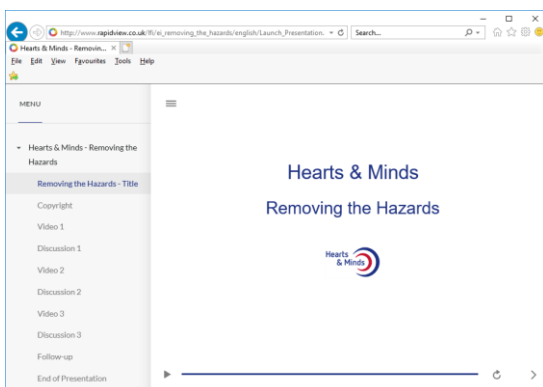 http://www.rapidview.co.uk/lfi/ei_removing_the_hazards/english/Launch_Presentation.
Search...
Hearts & Minds - Removin...
File Edit View Favourites Tools Help
MENU
Hearts & Minds - Removing the
Hazards
Removing the Hazards - Title
Copyright
Video 1
Discussion 1
Video 2
Discussion 2
Video 3
Discussion 3
Follow-up
End of Presentation
Hearts & Minds
Removing the Hazards
Hearts
& Minds